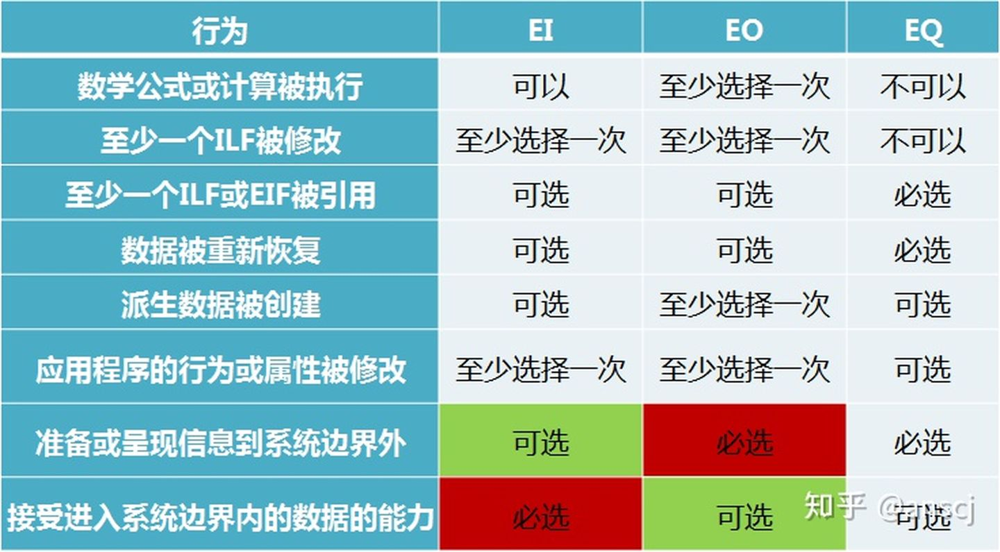 行为 EI EO EQ
数学公式或计算被执行 可以 至少选择一次 不可以
至少一个ILF被修改 至少选择一次 至少选择一次 不可以
至少一个ILF或EIF被引用 可选 可选 必选
数据被重新恢复 可选 可选 必选
派生数据被创建 可选 至少选择一次 可选
应用程序的行为或属性被修改 至少选择一次 至少选择一次 可选
准备或呈现信息到系统边界外 可选 必选 必选
接受进入系统边界内的数据的能力 必选 可选 可选
知乎